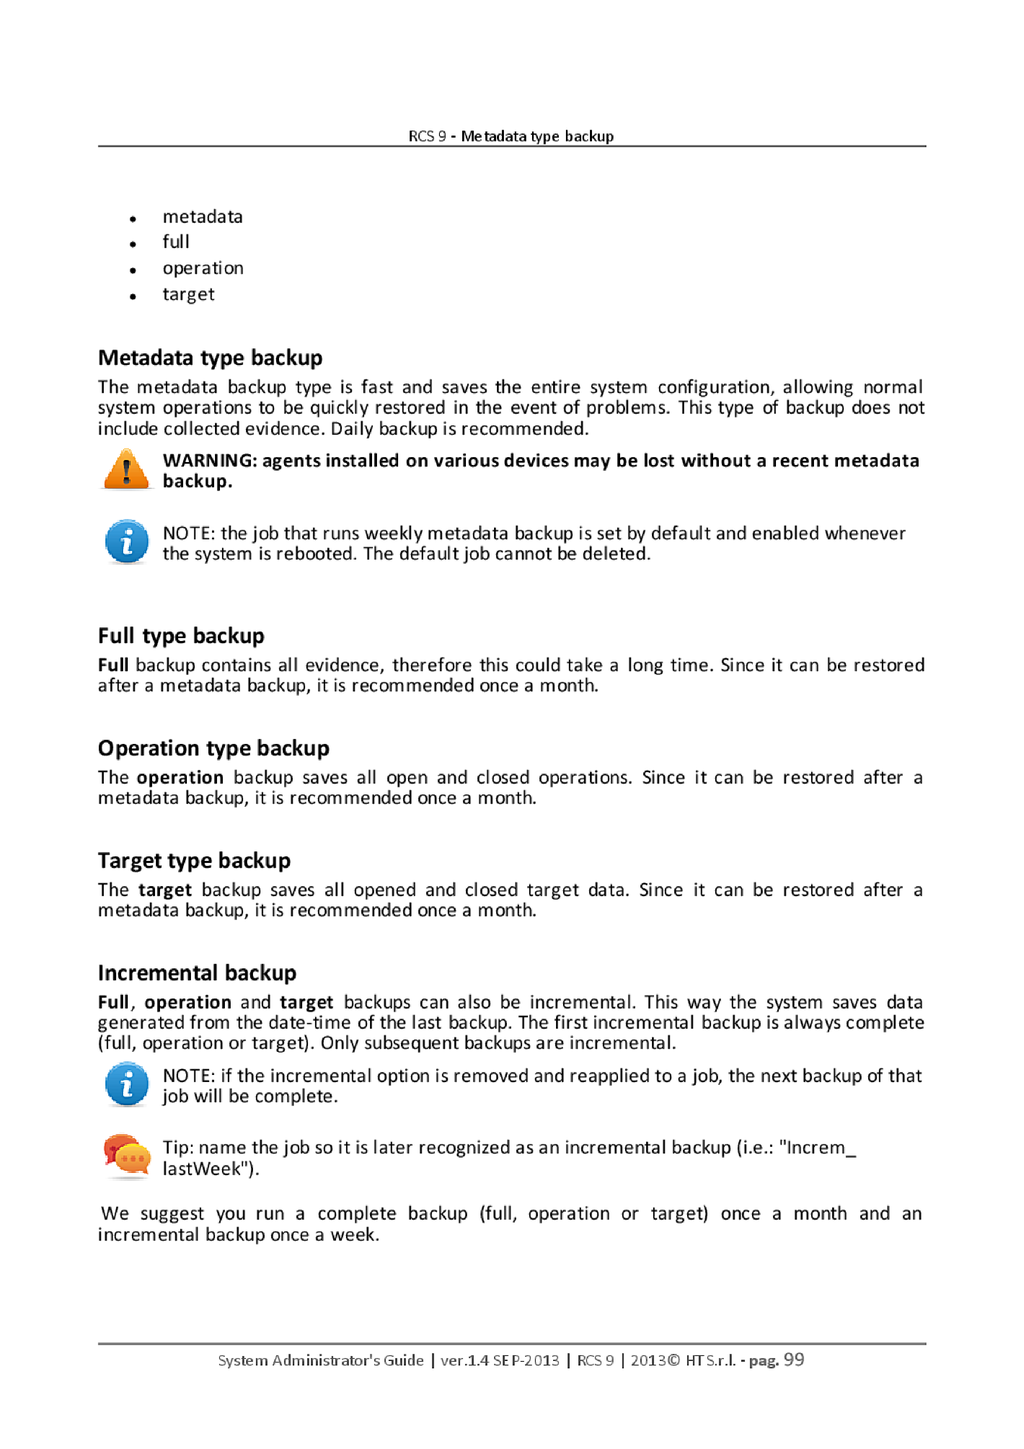 RCS 9 - Metadata type backup
• metadata
• full
• operation
• target
Metadata type backup
The metadata backup type is fast and saves the entire system configuration, allowing normal
system operations to be quickly restored in the event of problems. This type of backup does not
include collected evidence. Daily backup is recommended.
WARNING: agents installed on various devices may be lost without a recent metadata
backup.
NOTE: the job that runs weekly metadata backup is set by default and enabled whenever
the system is rebooted. The default job cannot be deleted.
Full type backup
Full backup contains all evidence, therefore this could take a long time. Since it can be restored
after a metadata backup, it is recommended once a month.
Operation type backup
The operation backup saves all open and closed operations. Since it can be restored after a
metadata backup, it is recommended once a month.
Target type backup
The target backup saves all opened and closed target data. Since it can be restored after a
metadata backup, it is recommended once a month.
Incremental backup
Full, operation and target backups can also be incremental. This way the system saves data
generated from the date-time of the last backup. The first incremental backup is always complete
(full, operation or target). Only subsequent backups are incremental.
NOTE: if the incremental option is removed and reapplied to a job, the next backup of that
job will be complete.
Tip: name the job so it is later recognized as an incremental backup (i.e.: "Increm_
lastWeek").
We suggest you run a complete backup (full, operation or target) once a month and an
incremental backup once a week.
System Administrator's Guide | ver.1.4 SEP-2013 | RCS 9 | 2013© HT S.r.l. - pag. 99